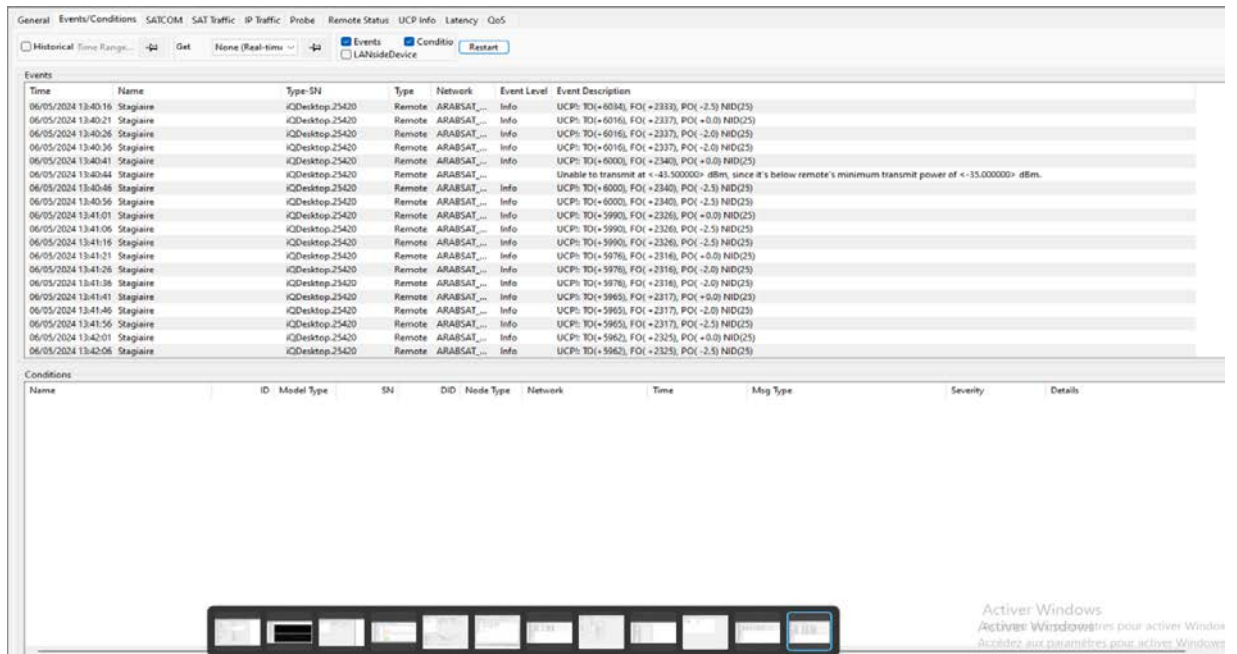 General Events/Conditions SATCOM SAT Traffic IP Traffic Probe Remote Status UCP Info Latency QoS
Historical Time Range... Get None (Real-time Events Conditio Restart
LANsideDevice
Events
Time Name Type-SN Type Network Event Level Event Description
06/05/2024 13:40:16 Stagiaire iQDesktop.25420 Remote ARABSAT_... Info UCP!: TO(+6034), FO( +2333), PO( -2.5) NID(25)
06/05/2024 13:40:21 Stagiaire iQDesktop.25420 Remote ARABSAT_... Info UCP!: TO(+6016), FO( +2337), PO( +0.0) NID(25)
06/05/2024 13:40:26 Stagiaire iQDesktop.25420 Remote ARABSAT_... Info UCP!: TO(+6016), FO( +2337), PO( -2.0) NID(25)
06/05/2024 13:40:36 Stagiaire iQDesktop.25420 Remote ARABSAT_... Info UCP!: TO(+6016), FO( +2337), PO( -2.0) NID(25)
06/05/2024 13:40:41 Stagiaire iQDesktop.25420 Remote ARABSAT_... Info UCP!: TO(+6000), FO( +2340), PO( +0.0) NID(25)
06/05/2024 13:40:44 Stagiaire iQDesktop.25420 Remote ARABSAT_... Unable to transmit at <-43.500000> dBm, since it's below remote's minimum transmit power of <-35.000000> dBm.
06/05/2024 13:40:46 Stagiaire iQDesktop.25420 Remote ARABSAT_... Info UCP!: TO(+6000), FO( +2340), PO( -2.5) NID(25)
06/05/2024 13:40:56 Stagiaire iQDesktop.25420 Remote ARABSAT_... Info UCP!: TO(+6000), FO( +2340), PO( -2.5) NID(25)
06/05/2024 13:41:01 Stagiaire iQDesktop.25420 Remote ARABSAT_... Info UCP!: TO(+5990), FO( +2326), PO( +0.0) NID(25)
06/05/2024 13:41:06 Stagiaire iQDesktop.25420 Remote ARABSAT_... Info UCP!: TO(+5990), FO( +2326), PO( -2.5) NID(25)
06/05/2024 13:41:16 Stagiaire iQDesktop.25420 Remote ARABSAT_... Info UCP!: TO(+5990), FO( +2326), PO( -2.5) NID(25)
06/05/2024 13:41:21 Stagiaire iQDesktop.25420 Remote ARABSAT_... Info UCP!: TO(+5976), FO( +2316), PO( +0.0) NID(25)
06/05/2024 13:41:26 Stagiaire iQDesktop.25420 Remote ARABSAT_... Info UCP!: TO(+5976), FO( +2316), PO( -2.0) NID(25)
06/05/2024 13:41:36 Stagiaire iQDesktop.25420 Remote ARABSAT_... Info UCP!: TO(+5976), FO( +2316), PO( -2.0) NID(25)
06/05/2024 13:41:41 Stagiaire iQDesktop.25420 Remote ARABSAT_... Info UCP!: TO(+5965), FO( +2317), PO( +0.0) NID(25)
06/05/2024 13:41:46 Stagiaire iQDesktop.25420 Remote ARABSAT_... Info UCP!: TO(+5965), FO( +2317), PO( -2.0) NID(25)
06/05/2024 13:41:56 Stagiaire iQDesktop.25420 Remote ARABSAT_... Info UCP!: TO(+5965), FO( +2317), PO( -2.5) NID(25)
06/05/2024 13:42:01 Stagiaire iQDesktop.25420 Remote ARABSAT_... Info UCP!: TO(+5962), FO( +2325), PO( +0.0) NID(25)
06/05/2024 13:42:06 Stagiaire iQDesktop.25420 Remote ARABSAT_... Info UCP!: TO(+5962), FO( +2325), PO( -2.5) NID(25)
Conditions
Name ID Model Type SN DID Node Type Network Time Msg Type Severity Details
Activer Windows
Activer Windows pour activer Window
Accédez aux paramètres pour activer Windows